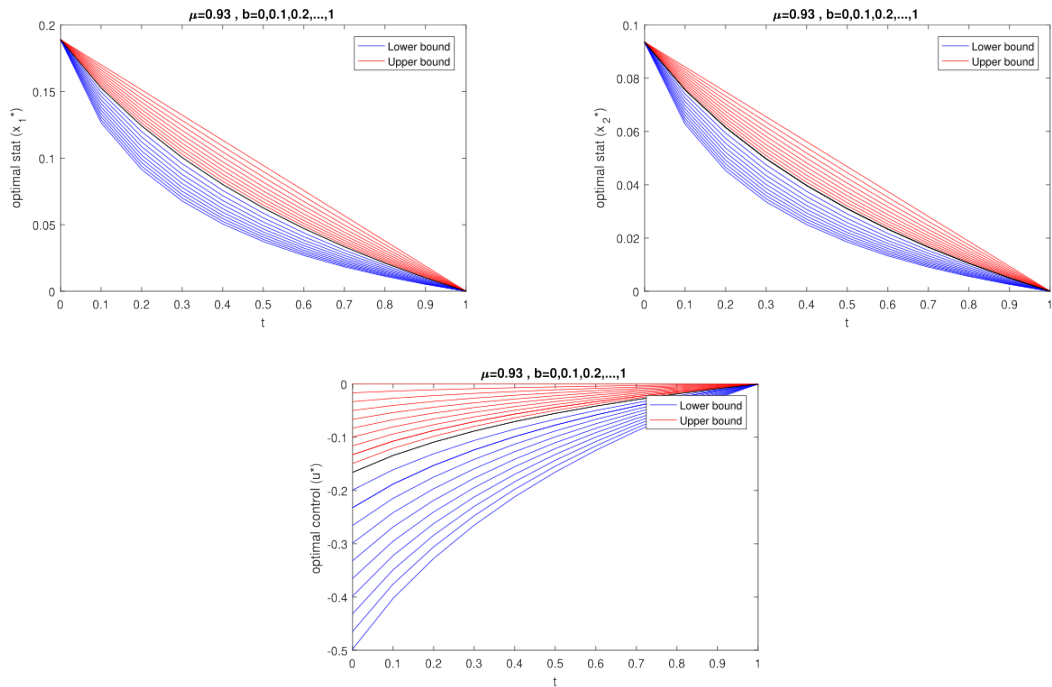 μ=0.93 , b=0,0.1,0.2,...,1
0.2
0.15
0.1
0.05
0
optimal stat (x 1*)
Lower bound
Upper bound
0 0.1 0.2 0.3 0.4 0.5 0.6 0.7 0.8 0.9 1
t
μ=0.93 , b=0,0.1,0.2,...,1
0.1
0.08
0.06
0.04
0.02
0
optimal stat (x 2*)
Lower bound
Upper bound
0 0.1 0.2 0.3 0.4 0.5 0.6 0.7 0.8 0.9 1
t
μ=0.93 , b=0,0.1,0.2,...,1
0
-0.1
-0.2
-0.3
-0.4
-0.5
optimal control (u*)
Lower bound
Upper bound
0 0.1 0.2 0.3 0.4 0.5 0.6 0.7 0.8 0.9 1
t